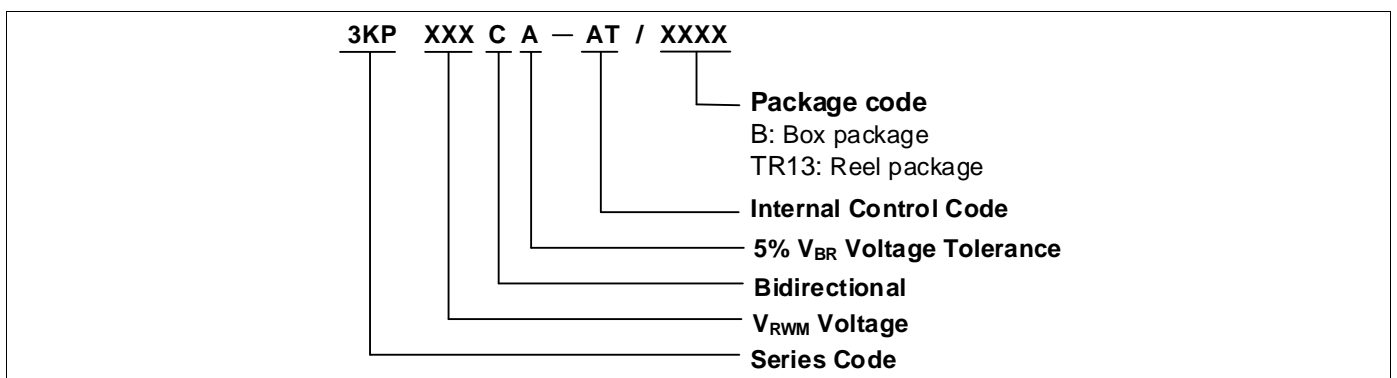 3KP XXX C A — AT / XXXX
Package code
B: Box package
TR13: Reel package
Internal Control Code
5% VBR Voltage Tolerance
Bidirectional
VRWM Voltage
Series Code